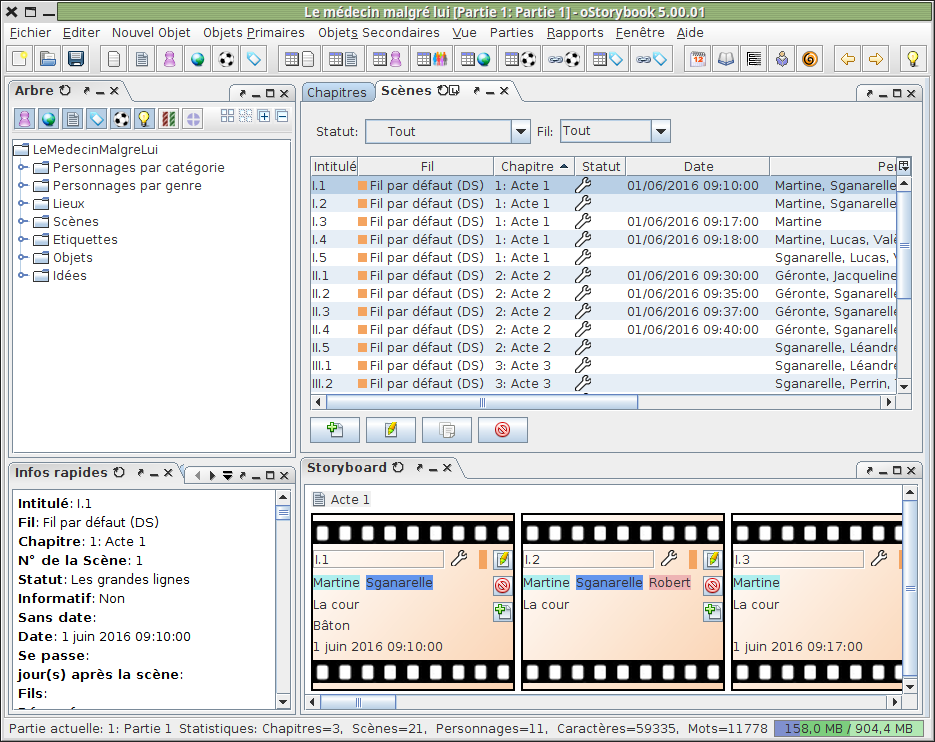 Le médecin malgré lui [Partie 1: Partie 1] - oStorybook 5.00.01
Fichier Editer Nouvel Objet Objets Primaires Objets Secondaires Vue Parties Rapports Fenêtre Aide
12
Arbre
LeMedecinMalgreLui
Personnages par catégorie
Personnages par genre
Lieux
Scènes
Etiquettes
Objets
Idées
Chapitres Scènes
Statut: Tout Fil: Tout
Intitulé Fil Chapitre Statut Date Per
I.1 Fil par défaut (DS) 1: Acte 1 01/06/2016 09:10:00 Martine, Sganarelle
I.2 Fil par défaut (DS) 1: Acte 1 Martine, Sganarelle
I.3 Fil par défaut (DS) 1: Acte 1 01/06/2016 09:17:00 Martine
I.4 Fil par défaut (DS) 1: Acte 1 01/06/2016 09:18:00 Martine, Lucas, Valè
I.5 Fil par défaut (DS) 1: Acte 1 Sganarelle, Lucas, V
II.1 Fil par défaut (DS) 2: Acte 2 01/06/2016 09:30:00 Géronte, Jacqueline
II.2 Fil par défaut (DS) 2: Acte 2 01/06/2016 09:35:00 Géronte, Sganarelle
II.3 Fil par défaut (DS) 2: Acte 2 01/06/2016 09:37:00 Géronte, Sganarelle
II.4 Fil par défaut (DS) 2: Acte 2 01/06/2016 09:40:00 Géronte, Sganarelle
II.5 Fil par défaut (DS) 2: Acte 2 Sganarelle, Léandre
III.1 Fil par défaut (DS) 3: Acte 3 Sganarelle, Léandre
III.2 Fil par défaut (DS) 3: Acte 3 Sganarelle, Perrin,
Infos rapides
Intitulé: I.1
Fil: Fil par défaut (DS)
Chapitre: 1: Acte 1
N° de la Scène: 1
Statut: Les grandes lignes
Informatif: Non
Sans date:
Date: 1 juin 2016 09:10:00
Se passe:
jour(s) après la scène:
Fils:
Storyboard
Acte 1
I.1
Martine Sganarelle
La cour
Bâton
1 juin 2016 09:10:00
I.2
Martine Sganarelle Robert
La cour
I.3
Martine
La cour
1 juin 2016 09:17:00
Partie actuelle: 1: Partie 1 Statistiques: Chapitres=3, Scènes=21, Personnages=11, Caractères=59335, Mots=11778 158,0 MB / 904,4 MB